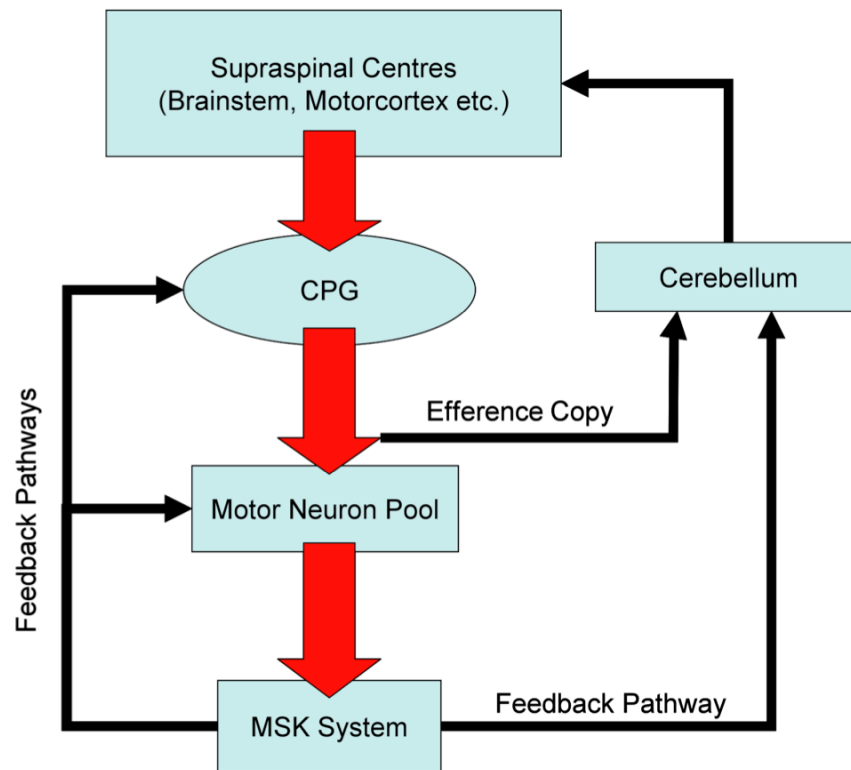 Supraspinal Centres
(Brainstem, Motorcortex etc.)
CPG
Cerebellum
Efference Copy
Feedback Pathways
Motor Neuron Pool
Feedback Pathway
MSK System